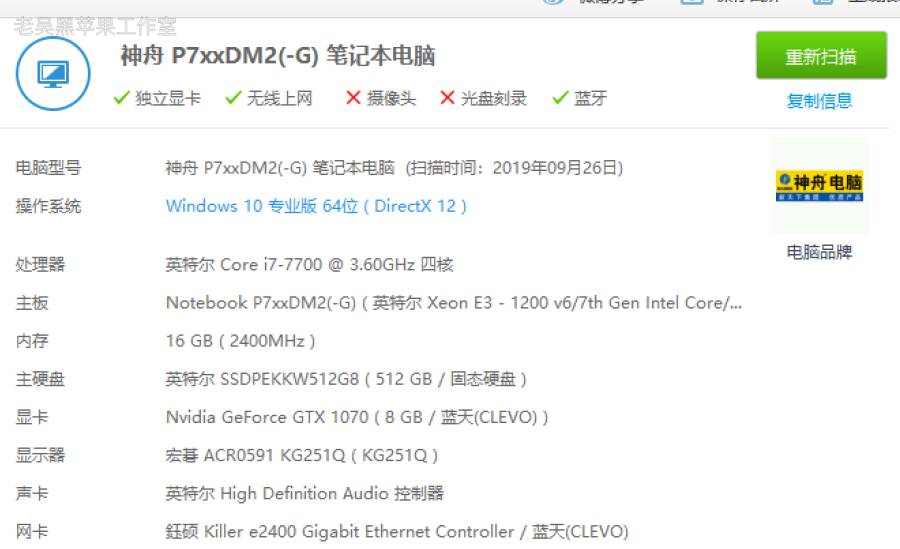 老吴黑苹果工作室
神舟 P7xxDM2(-G) 笔记本电脑
重新扫描
独立显卡 无线上网 摄像头 光盘刻录 蓝牙
复制信息
电脑型号 神舟 P7xxDM2(-G) 笔记本电脑 (扫描时间：2019年09月26日)
操作系统 Windows 10 专业版 64位 ( DirectX 12 )
神舟电脑
电脑品牌
处理器 英特尔 Core i7-7700 @ 3.60GHz 四核
主板 Notebook P7xxDM2(-G) ( 英特尔 Xeon E3 - 1200 v6/7th Gen Intel Core/...
内存 16 GB ( 2400MHz )
主硬盘 英特尔 SSDPEKKW512G8 ( 512 GB / 固态硬盘 )
显卡 Nvidia GeForce GTX 1070 ( 8 GB / 蓝天(CLEVO) )
显示器 宏碁 ACR0591 KG251Q ( KG251Q )
声卡 英特尔 High Definition Audio 控制器
网卡 鈺硕 Killer e2400 Gigabit Ethernet Controller / 蓝天(CLEVO)